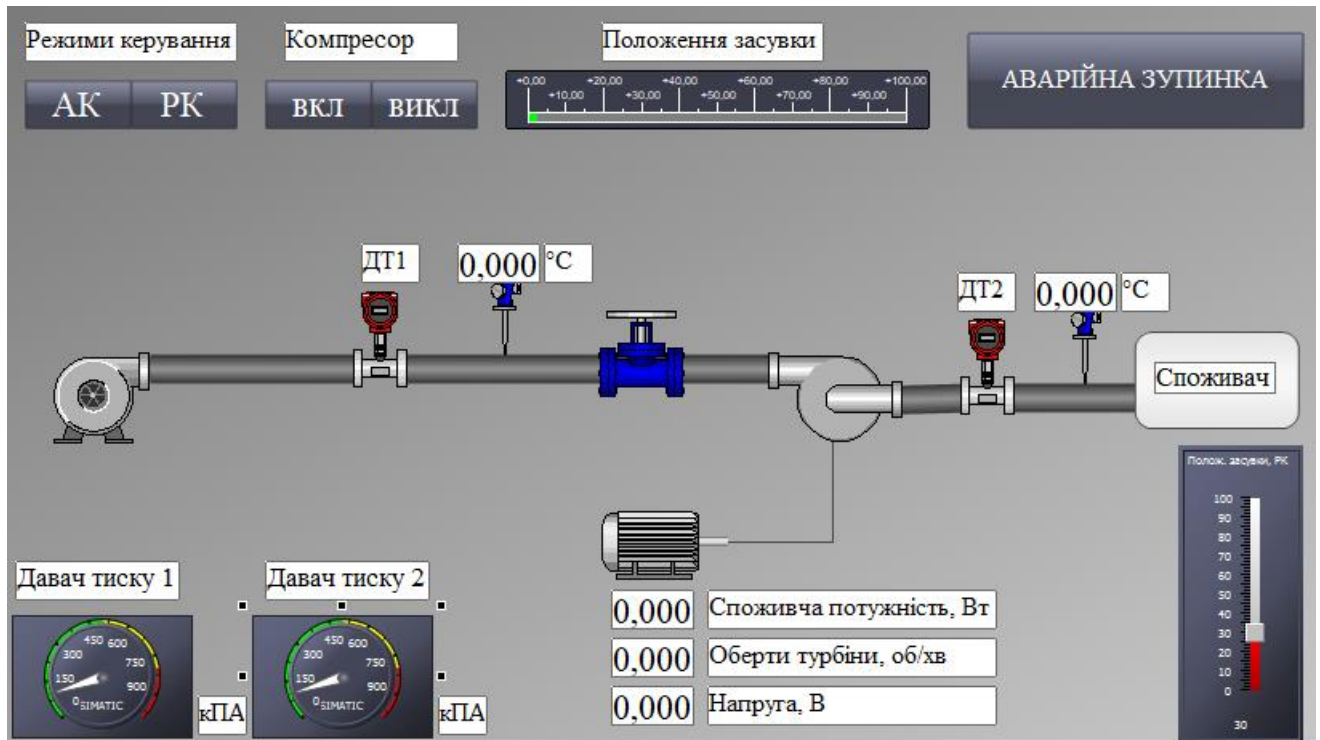 Режими керування
Компресор
Положення засувки
АВАРІЙНА ЗУПИНКА
АК РК
ВКЛ ВИКЛ
+0,00 +20,00 +40,00 +60,00 +80,00 +100,00
+10,00 +30,00 +50,00 +70,00 +90,00
ДТ1
0,000 °C
ДТ2
0,000 °C
Споживач
Полож. засувки, РК
100
90
80
70
60
50
40
30
20
10
0
30
Давач тиску 1
0 150 300 450 600 750 900
SIMATIC
кПА
Давач тиску 2
0 150 300 450 600 750 900
SIMATIC
кПА
0,000 Споживча потужність, Вт
0,000 Оберти турбіни, об/хв
0,000 Напруга, В